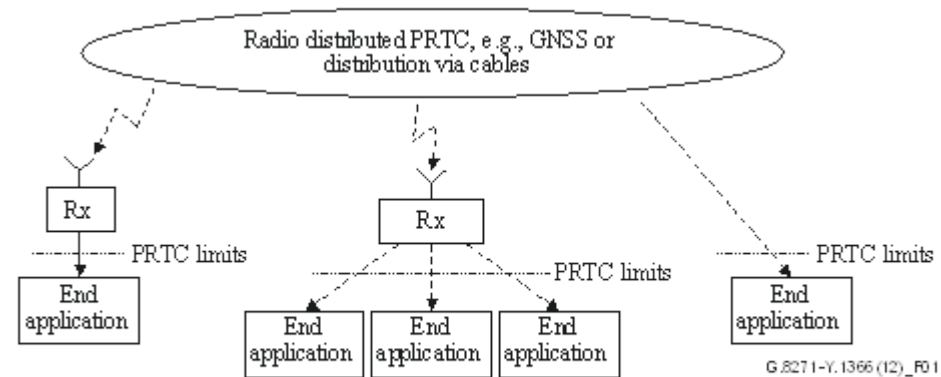 Radio distributed PRTC, e.g., GNSS or
distribution via cables
Rx
Rx
PRTC limits
PRTC limits
PRTC limits
End
application
End
application
End
application
End
application
End
application
G.8271-Y.1366(12)_F01